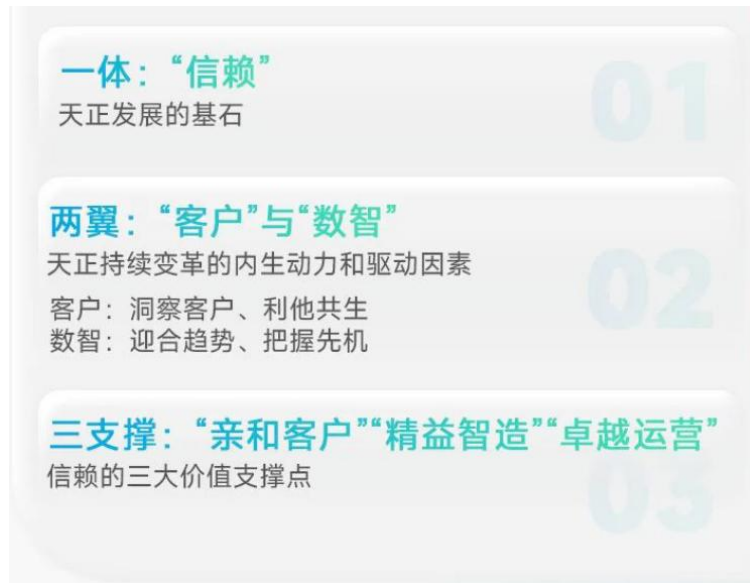 一体：“信赖”
天正发展的基石
01
两翼：“客户”与“数智”
天正持续变革的内生动力和驱动因素
客户：洞察客户、利他共生
数智：迎合趋势、把握先机
02
三支撑：“亲和客户”“精益智造”“卓越运营”
信赖的三大价值支撑点
03